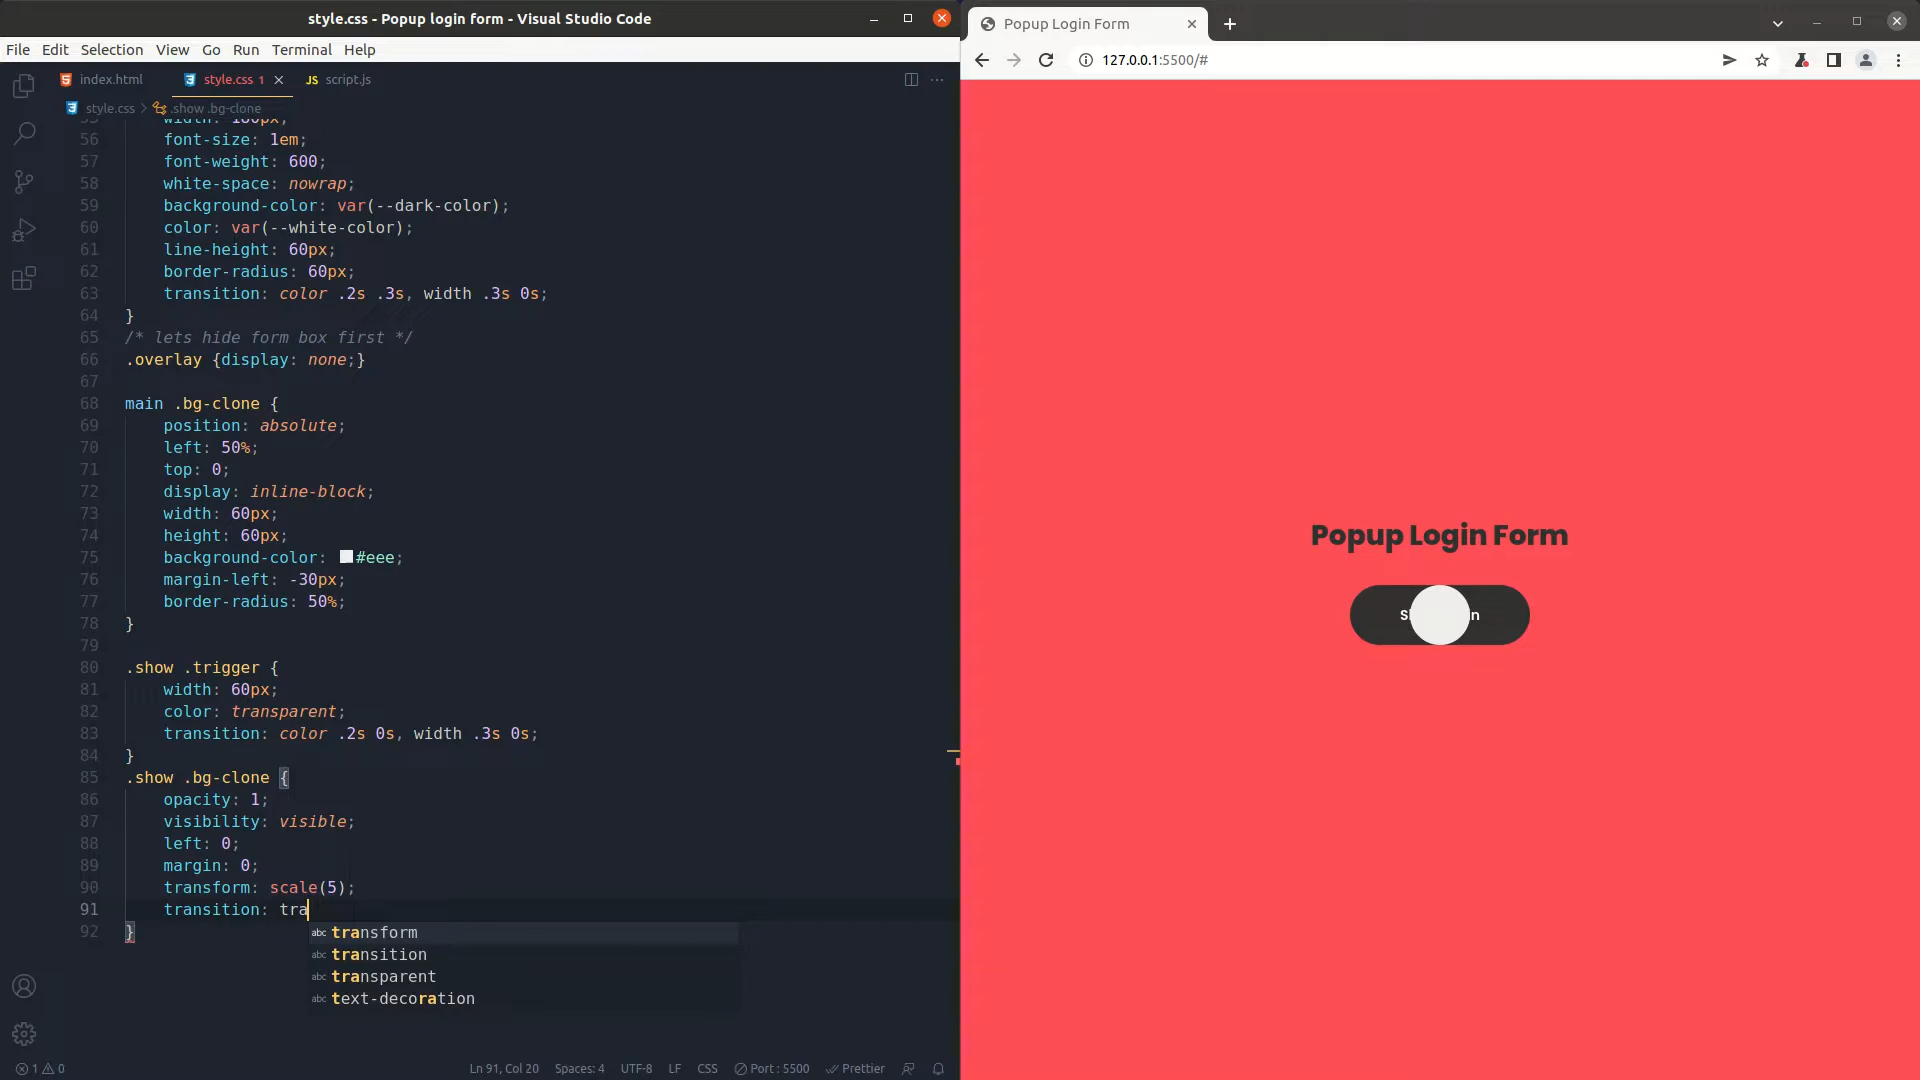 style.css - Popup login form - Visual Studio Code
File Edit Selection View Go Run Terminal Help
index.html style.css 1 JS script.js
style.css > .show .bg-clone
56 font-size: 1em;
57 font-weight: 600;
58 white-space: nowrap;
59 background-color: var(--dark-color);
60 color: var(--white-color);
61 line-height: 60px;
62 border-radius: 60px;
63 transition: color .2s .3s, width .3s 0s;
64 }
65 /* lets hide form box first */
66 .overlay {display: none;}
67
68 main .bg-clone {
69 position: absolute;
70 left: 50%;
71 top: 0;
72 display: inline-block;
73 width: 60px;
74 height: 60px;
75 background-color: #eee;
76 margin-left: -30px;
77 border-radius: 50%;
78 }
79
80 .show .trigger {
81 width: 60px;
82 color: transparent;
83 transition: color .2s 0s, width .3s 0s;
84 }
85 .show .bg-clone {
86 opacity: 1;
87 visibility: visible;
88 left: 0;
89 margin: 0;
90 transform: scale(5);
91 transition: tra
92 }
abc transform
abc transition
abc transparent
abc text-decoration
1 0 Ln 91, Col 20 Spaces: 4 UTF-8 LF CSS Port : 5500 Prettier
Popup Login Form
127.0.0.1:5500/#
Popup Login Form